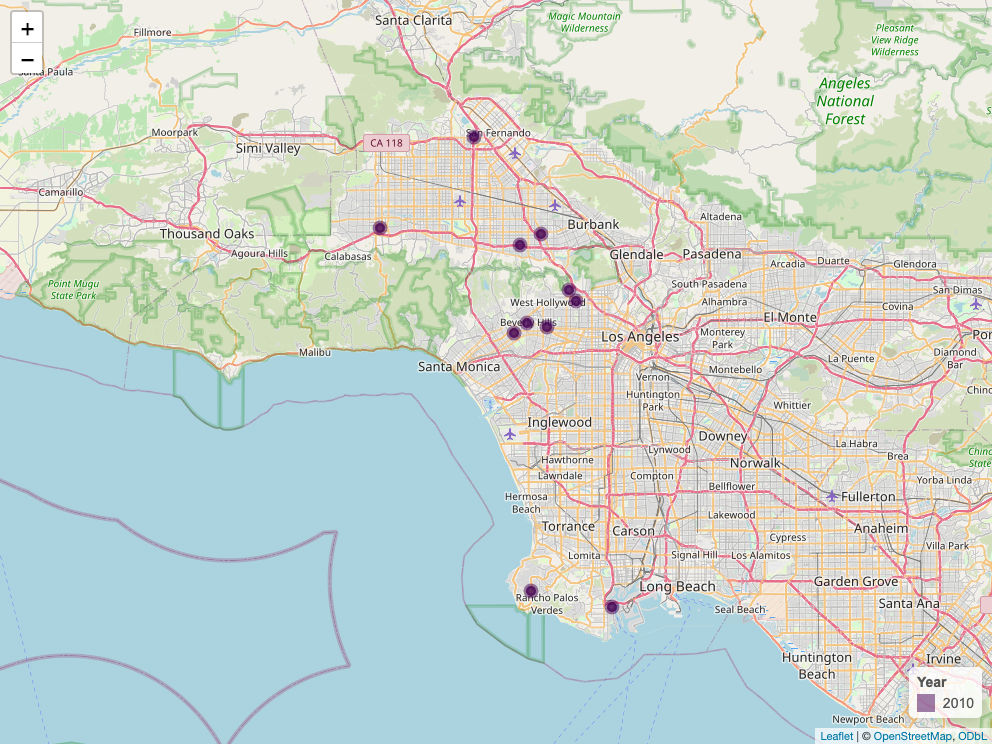 +
−
Santa Clarita
Magic Mountain
Wilderness
Fillmore
Pleasant
View Ridge
Wilderness
Santa Paula
Angeles
National
Forest
Moorpark
San Fernando
CA 118
Simi Valley
Camarillo
Thousand Oaks
Burbank
Altadena
Agoura Hills
Calabasas
Glendale
Pasadena
Arcadia
Duarte
Glendora
Point Mugu
State Park
South Pasadena
San Dimas
West Hollywood
Alhambra
Covina
Beverly Hills
El Monte
Los Angeles
Monterey
Park
Malibu
La Puente
Diamond
Bar
Santa Monica
Montebello
Vernon
Huntington
Park
Whittier
Inglewood
Downey
La Habra
Lynwood
Brea
Hawthorne
Norwalk
Lawndale
Compton
Yorba Linda
Bellflower
Hermosa
Beach
Fullerton
Lakewood
Torrance
Carson
Cypress
Anaheim
Villa Park
Lomita
Signal Hill
Los Alamitos
Long Beach
Garden Grove
Rancho Palos
Verdes
Seal Beach
Santa Ana
Huntington
Beach
Irvine
Year
2010
Newport Beach
Leaflet | © OpenStreetMap, ODbL